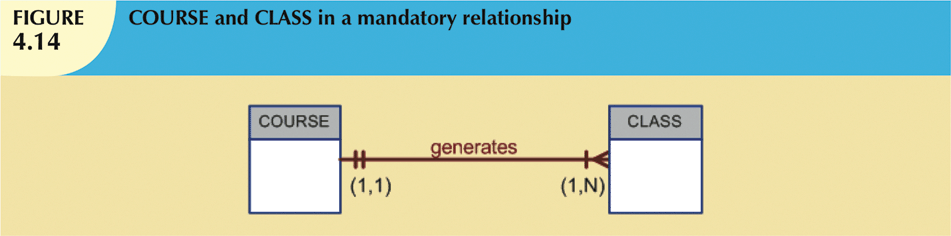 FIGURE
4.14
COURSE and CLASS in a mandatory relationship
COURSE
generates
CLASS
(1,1)
(1,N)